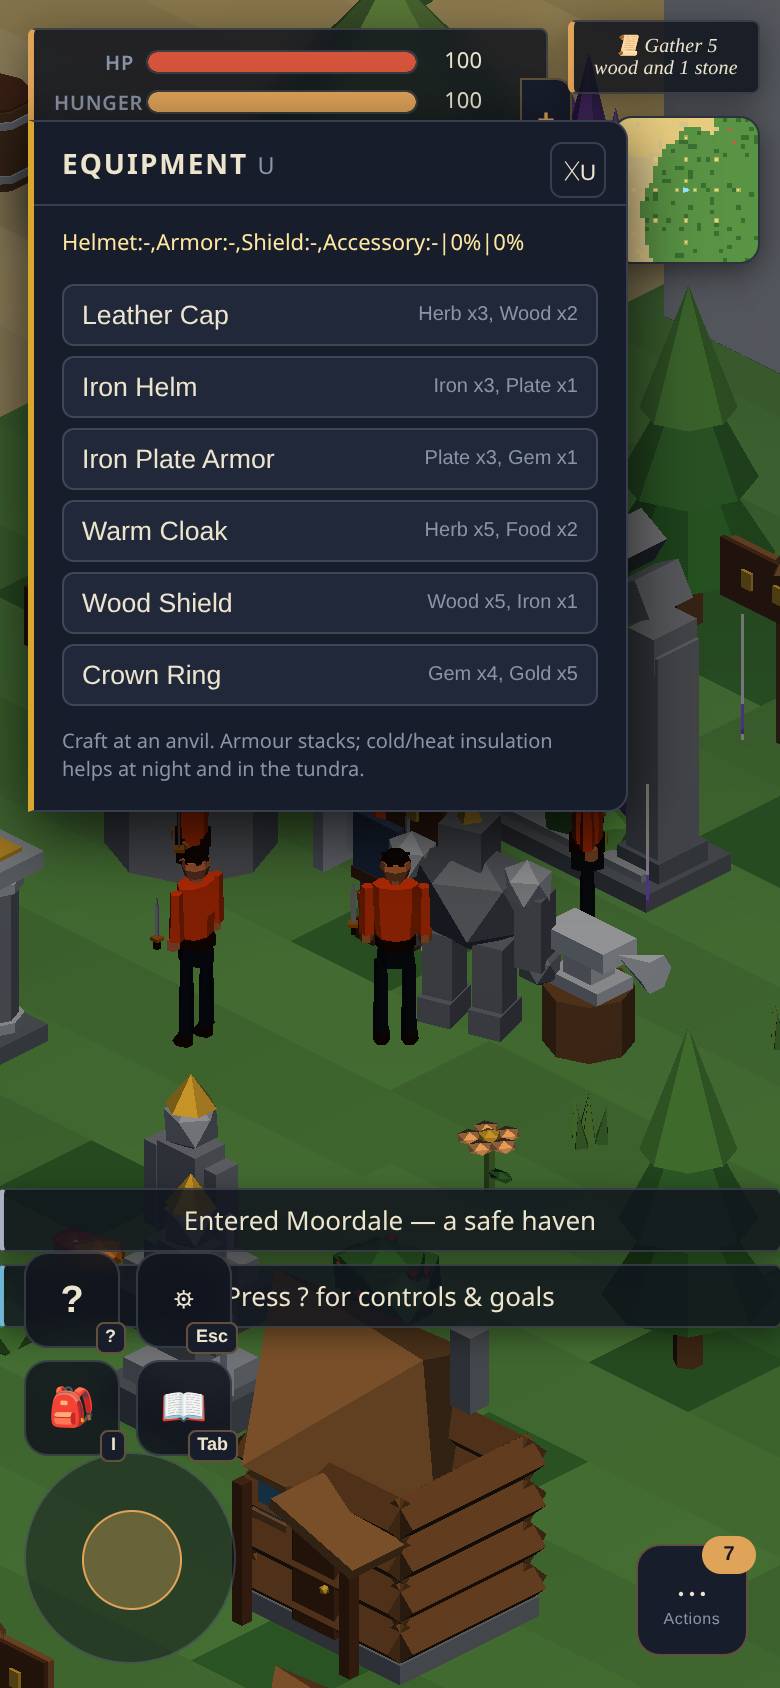 HP 100
📜 Gather 5
wood and 1 stone
HUNGER 100
+
EQUIPMENT U
╳U
Helmet:-,Armor:-,Shield:-,Accessory:-|0%|0%
Leather Cap Herb x3, Wood x2
Iron Helm Iron x3, Plate x1
Iron Plate Armor Plate x3, Gem x1
Warm Cloak Herb x5, Food x2
Wood Shield Wood x5, Iron x1
Crown Ring Gem x4, Gold x5
Craft at an anvil. Armour stacks; cold/heat insulation
helps at night and in the tundra.
Entered Moordale — a safe haven
Press ? for controls & goals
?
?
Esc
I
Tab
7
...
Actions